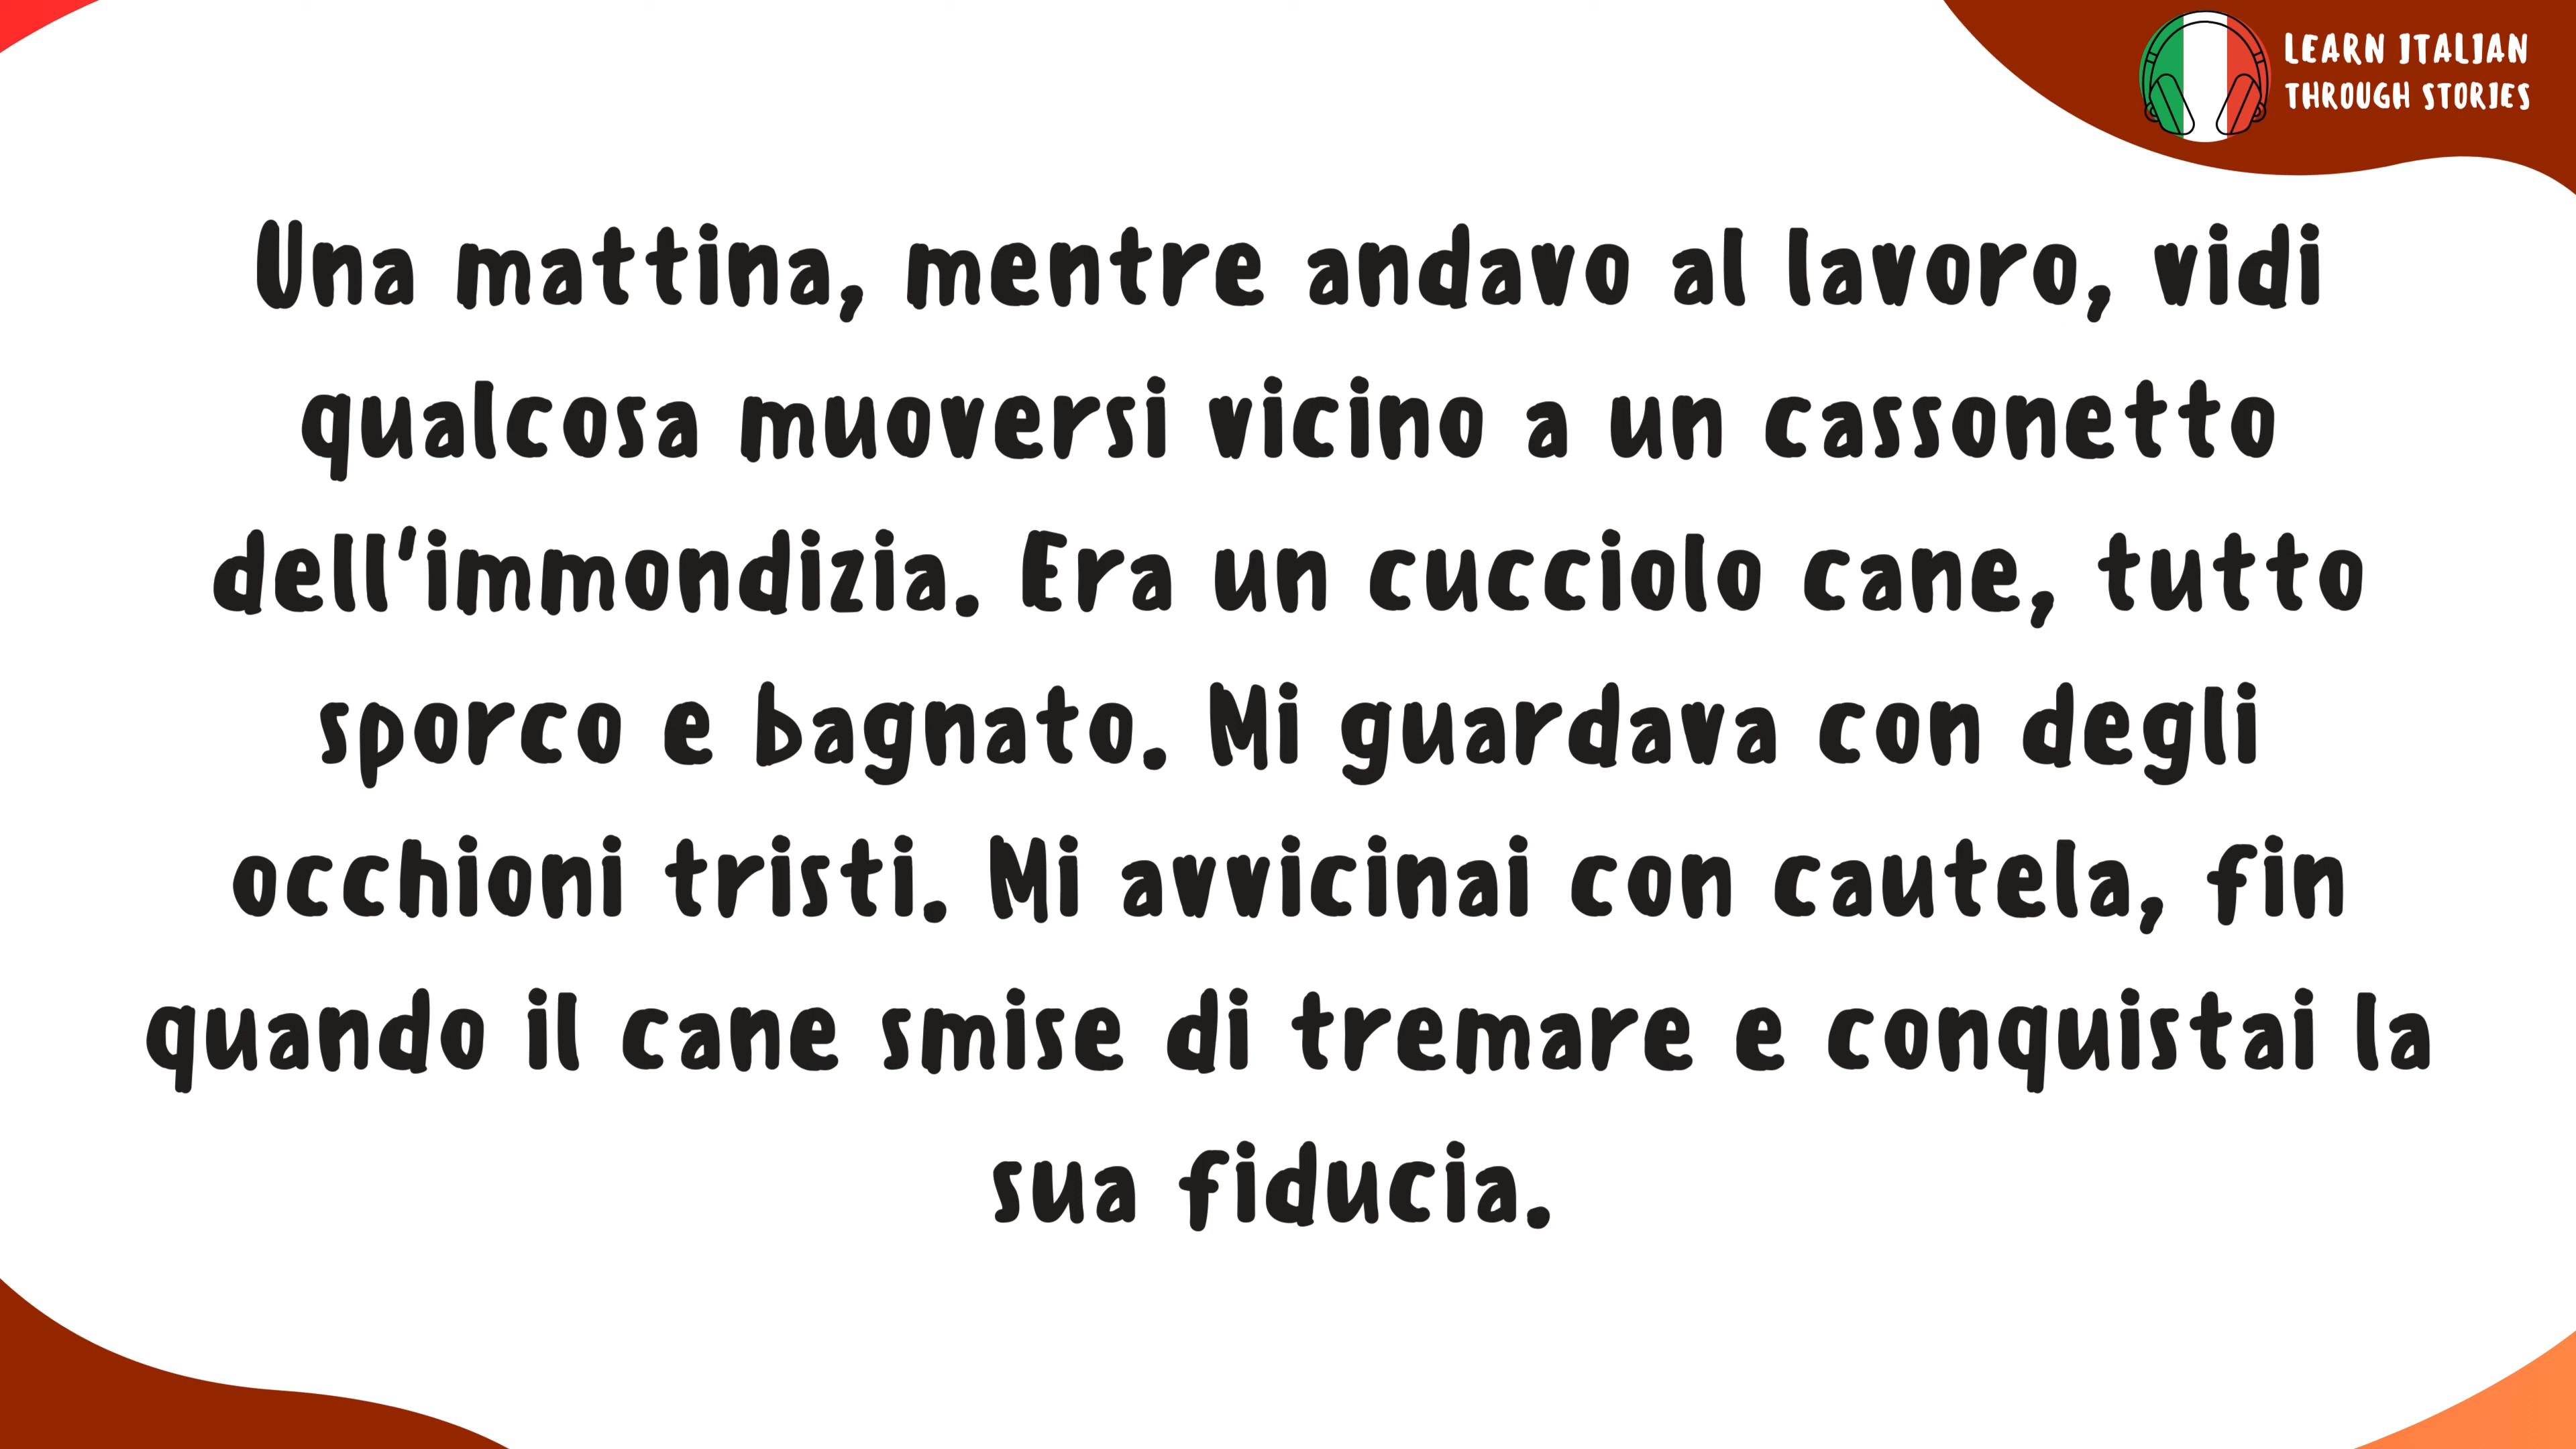 LEARN ITALIAN
THROUGH STORIES
Una mattina, mentre andavo al lavoro, vidi
qualcosa muoversi vicino a un cassonetto
dell'immondizia. Era un cucciolo cane, tutto
sporco e bagnato. Mi guardava con degli
occhioni tristi. Mi avvicinai con cautela, fin
quando il cane smise di tremare e conquistai la
sua fiducia.